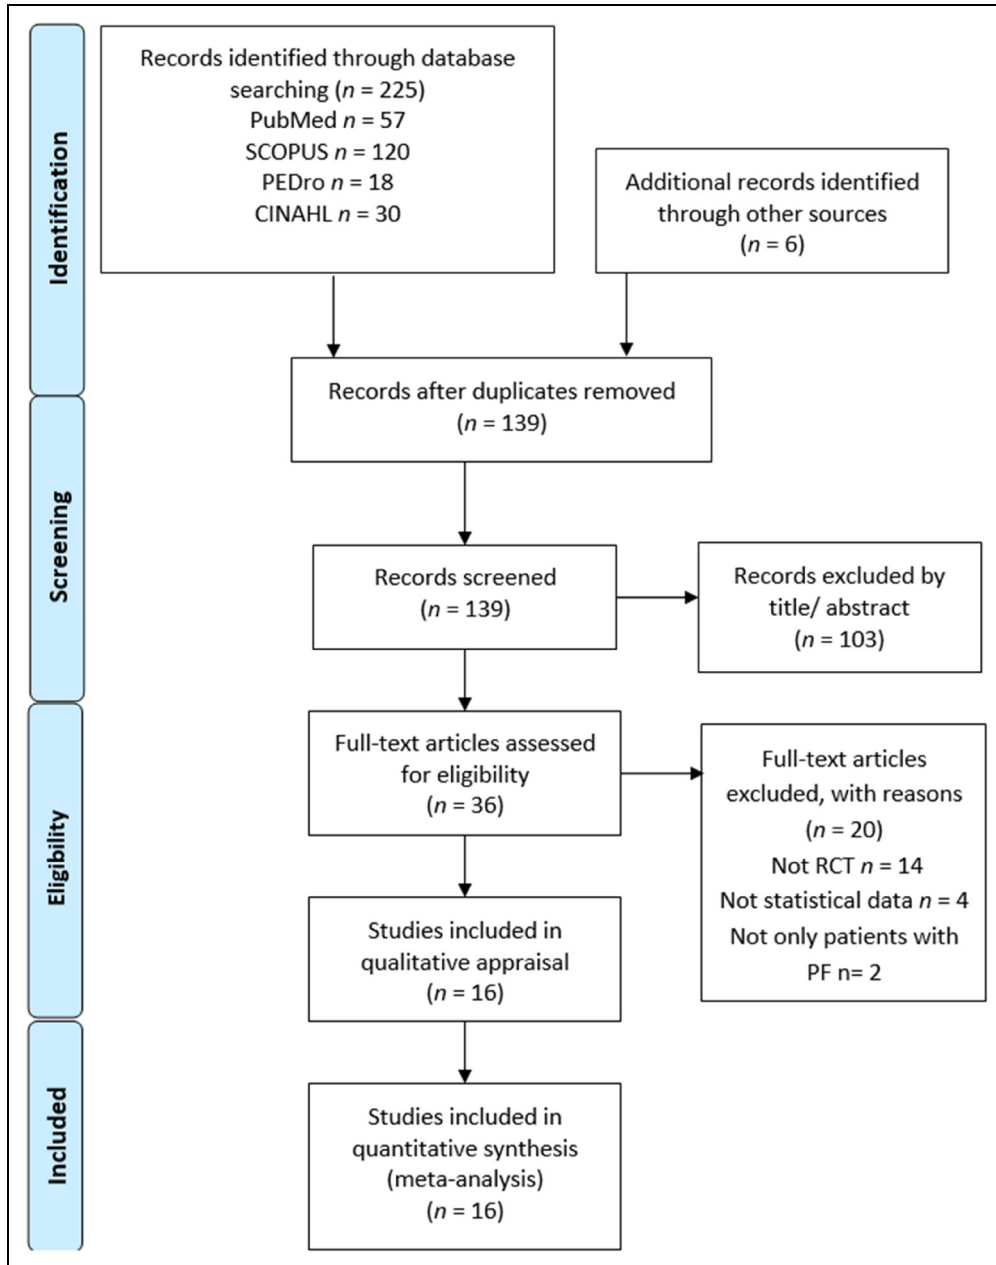 Identification
Records identified through database
searching (n = 225)
PubMed n = 57
SCOPUS n = 120
PEDro n = 18
CINAHL n = 30
Additional records identified
through other sources
(n = 6)
Records after duplicates removed
(n = 139)
Screening
Records screened
(n = 139)
Records excluded by
title/ abstract
(n = 103)
Eligibility
Full-text articles assessed
for eligibility
(n = 36)
Full-text articles
excluded, with reasons
(n = 20)
Not RCT n = 14
Not statistical data n = 4
Not only patients with
PF n= 2
Studies included in
qualitative appraisal
(n = 16)
Included
Studies included in
quantitative synthesis
(meta-analysis)
(n = 16)